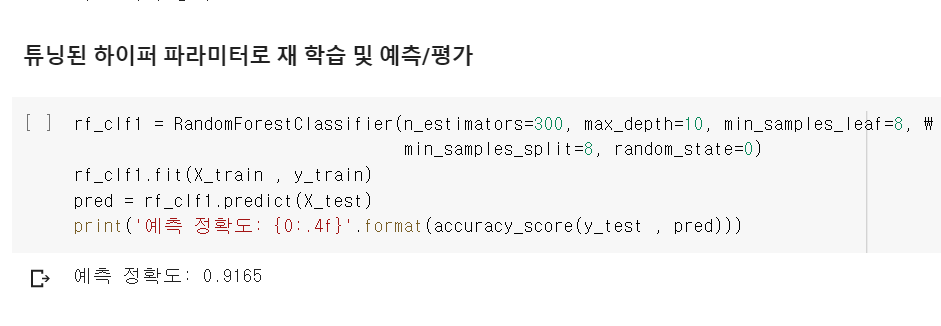 튜닝된 하이퍼 파라미터로 재 학습 및 예측/평가
[ ] rf_clf1 = RandomForestClassifier(n_estimators=300, max_depth=10, min_samples_leaf=8, ₩
min_samples_split=8, random_state=0)
rf_clf1.fit(X_train , y_train)
pred = rf_clf1.predict(X_test)
print('예측 정확도: {0:.4f}'.format(accuracy_score(y_test , pred)))
예측 정확도: 0.9165